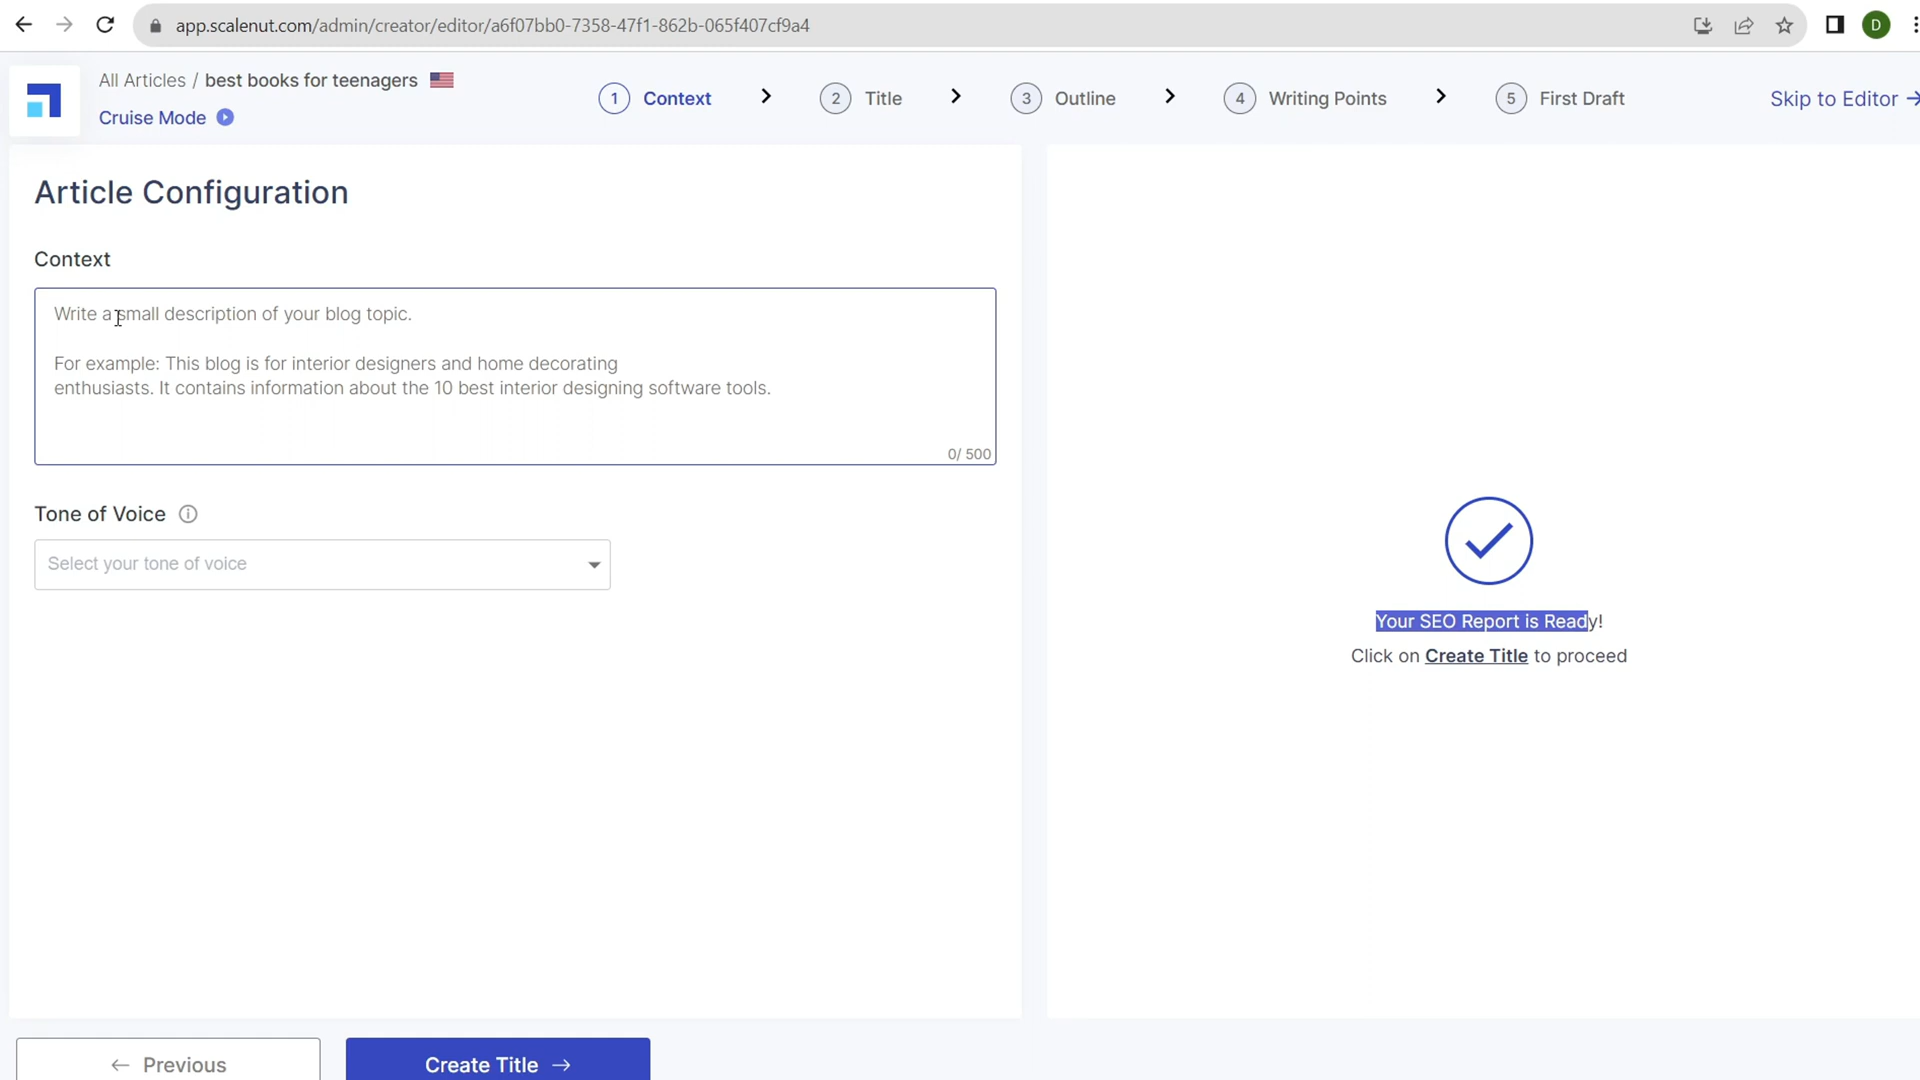 app.scalenut.com/admin/creator/editor/a6f07bb0-7358-47f1-862b-065f407cf9a4
D
All Articles / best books for teenagers
Cruise Mode
1 Context
2 Title
3 Outline
4 Writing Points
5 First Draft
Skip to Editor →
Article Configuration
Context
Write a small description of your blog topic.
For example: This blog is for interior designers and home decorating
enthusiasts. It contains information about the 10 best interior designing software tools.
0/ 500
Tone of Voice
Select your tone of voice
Your SEO Report is Ready!
Click on Create Title to proceed
← Previous
Create Title →